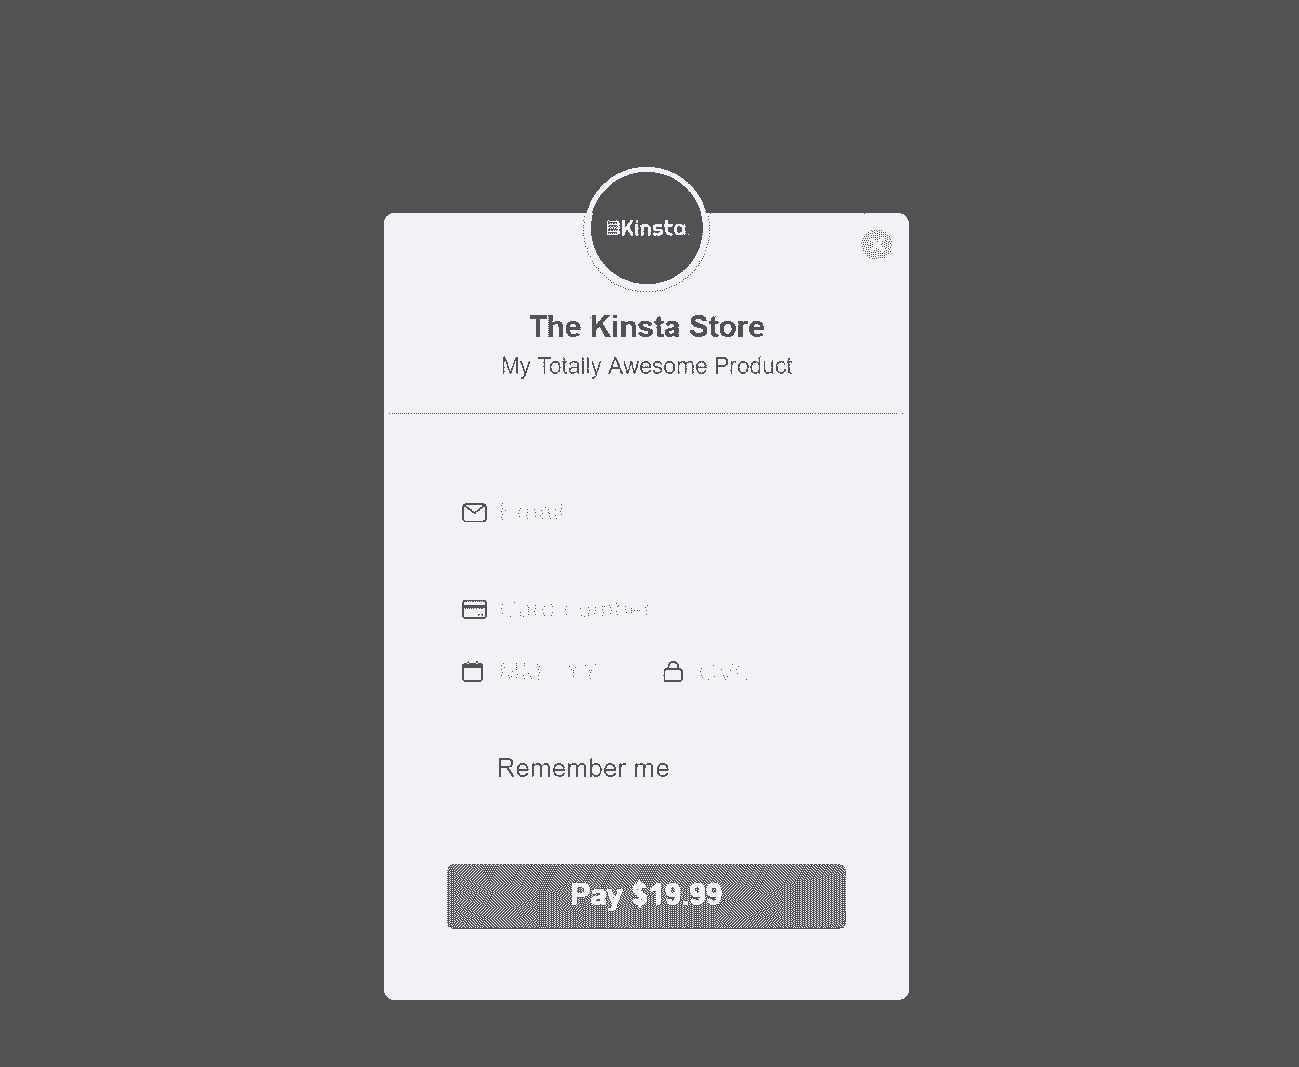 Kinsta
The Kinsta Store
My Totally Awesome Product
Email
Card number
MM / YY CVC
Remember me
Pay $19.99